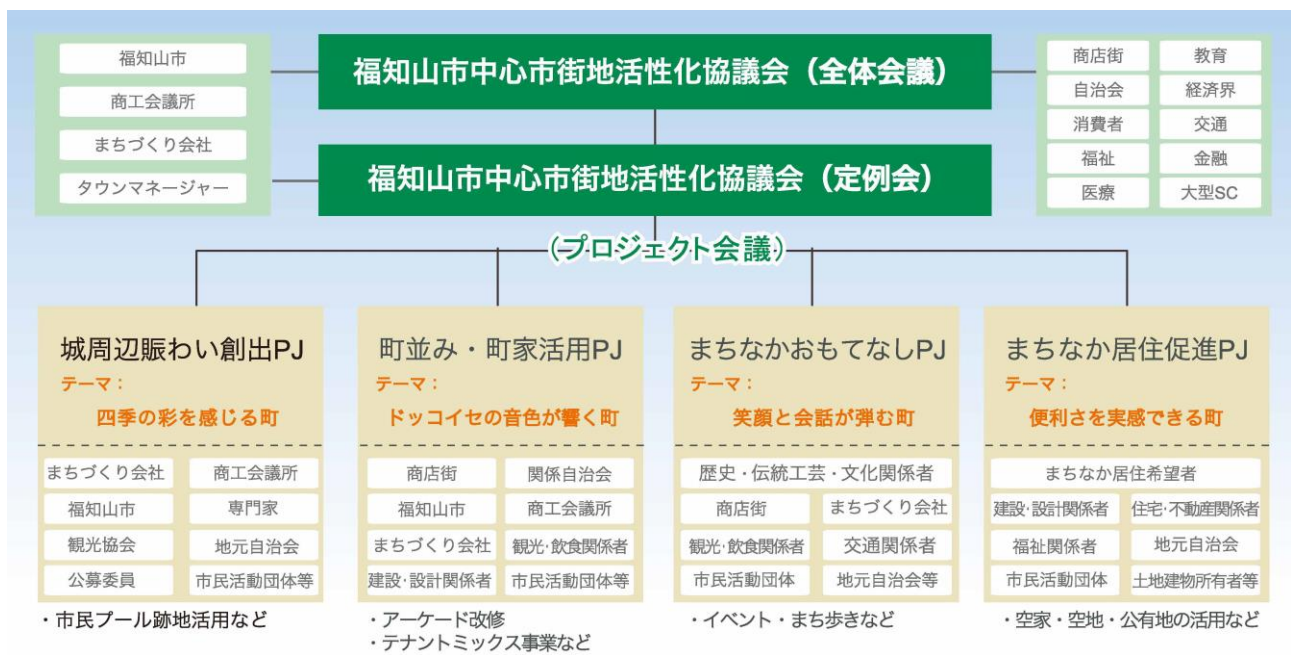 福知山市
商工会議所
まちづくり会社
タウンマネージャー
福知山市中心市街地活性化協議会（全体会議）
福知山市中心市街地活性化協議会（定例会）
商店街 教育
自治会 経済界
消費者 交通
福祉 金融
医療 大型SC
（プロジェクト会議）
城周辺賑わい創出PJ
テーマ：
四季の彩を感じる町
まちづくり会社 商工会議所
福知山市 専門家
観光協会 地元自治会
公募委員 市民活動団体等
・市民プール跡地活用など
町並み・町家活用PJ
テーマ：
ドッコイセの音色が響く町
商店街 関係自治会
福知山市 商工会議所
まちづくり会社 観光・飲食関係者
建設・設計関係者 市民活動団体等
・アーケード改修
・テナントミックス事業など
まちなかおもてなしPJ
テーマ：
笑顔と会話が弾む町
歴史・伝統工芸・文化関係者
商店街 まちづくり会社
観光・飲食関係者 交通関係者
市民活動団体 地元自治会等
・イベント・まち歩きなど
まちなか居住促進PJ
テーマ：
便利さを実感できる町
まちなか居住希望者
建設・設計関係者 住宅・不動産関係者
福祉関係者 地元自治会
市民活動団体 土地建物所有者等
・空家・空地・公有地の活用など